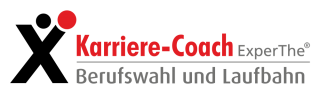 Karriere-Coach ExperThe®
Berufswahl und Laufbahn